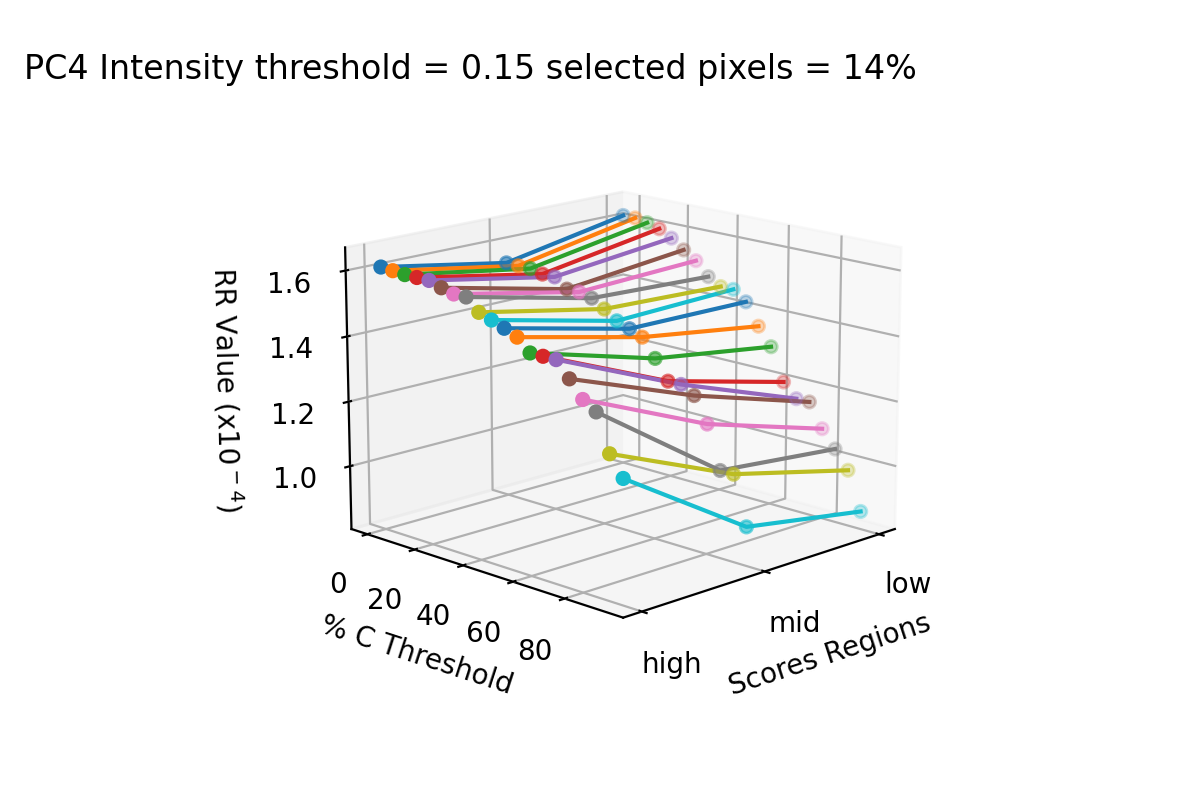 PC4 Intensity threshold = 0.15 selected pixels = 14%
RR Value (x10⁻⁴)
1.6
1.4
1.2
1.0
0
20
40
60
80
% C Threshold
high
mid
low
Scores Regions